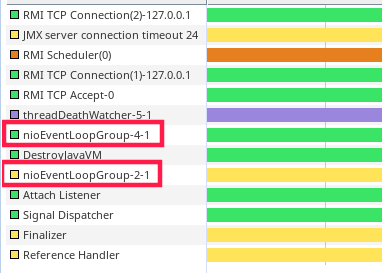 RMI TCP Connection(2)-127.0.0.1
JMX server connection timeout 24
RMI Scheduler(0)
RMI TCP Connection(1)-127.0.0.1
RMI TCP Accept-0
threadDeathWatcher-5-1
nioEventLoopGroup-4-1
DestroyJavaVM
nioEventLoopGroup-2-1
Attach Listener
Signal Dispatcher
Finalizer
Reference Handler